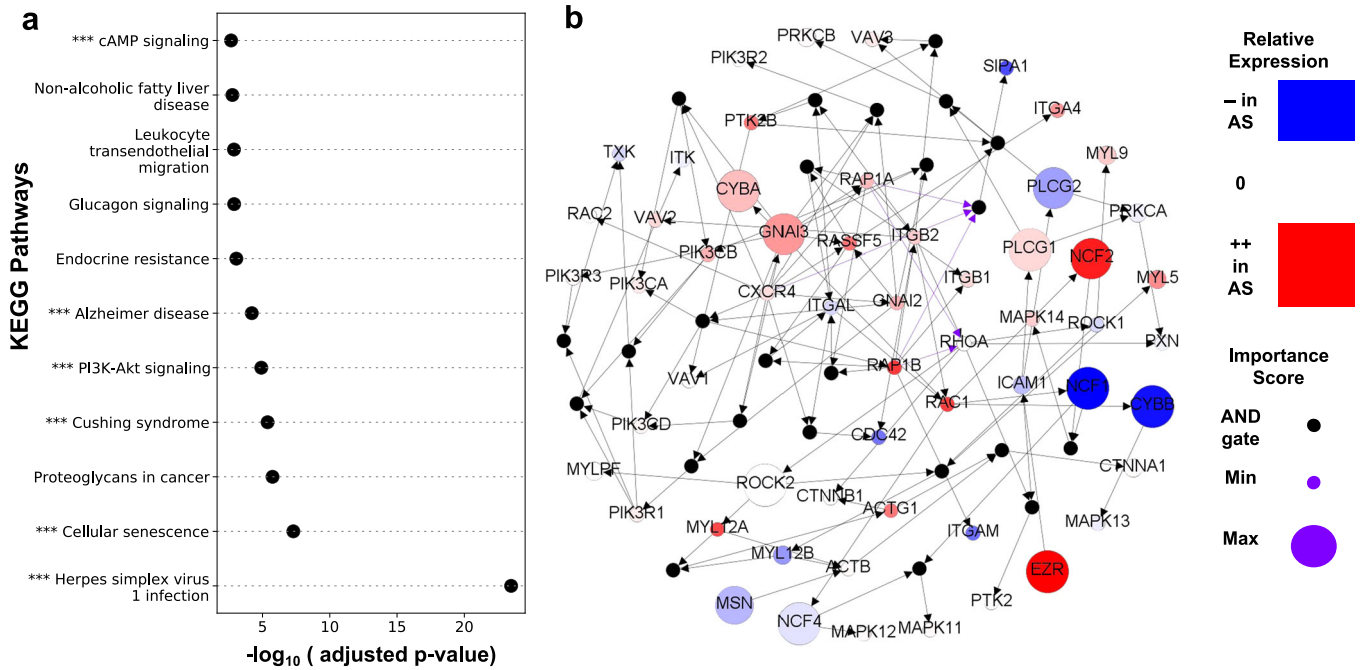 a
KEGG Pathways
*** cAMP signaling
Non-alcoholic fatty liver
disease
Leukocyte
transendothelial
migration
Glucagon signaling
Endocrine resistance
*** Alzheimer disease
*** PI3K-Akt signaling
*** Cushing syndrome
Proteoglycans in cancer
*** Cellular senescence
*** Herpes simplex virus
1 infection
5 10 15 20
-log10 ( adjusted p-value)
b
PRKCB
VAV3
PIK3R2
SIPA1
ITGA4
PTK2B
TXK
ITK
MYL9
CYBA
RAP1A
PLCG2
RAC2
VAV2
PRKCA
GNAI3
RASSF5
ITGB2
PLCG1
NCF2
PIK3CB
PIK3R3
PIK3CA
ITGB1
MYL5
CXCR4
ITGAL
GNAI2
MAPK14
ROCK1
RHOA
PXN
VAV1
RAP1B
ICAM1
NCF1
RAC1
CYBB
PIK3CD
CDC42
MYLPF
ROCK2
CTNNA1
CTNNB1
PIK3R1
ACTG1
MAPK13
MYL12A
ITGAM
MYL12B
ACTB
EZR
PTK2
MSN
NCF4
MAPK12
MAPK11
Relative
Expression
– in
AS
0
++
in
AS
Importance
Score
AND
gate
Min
Max